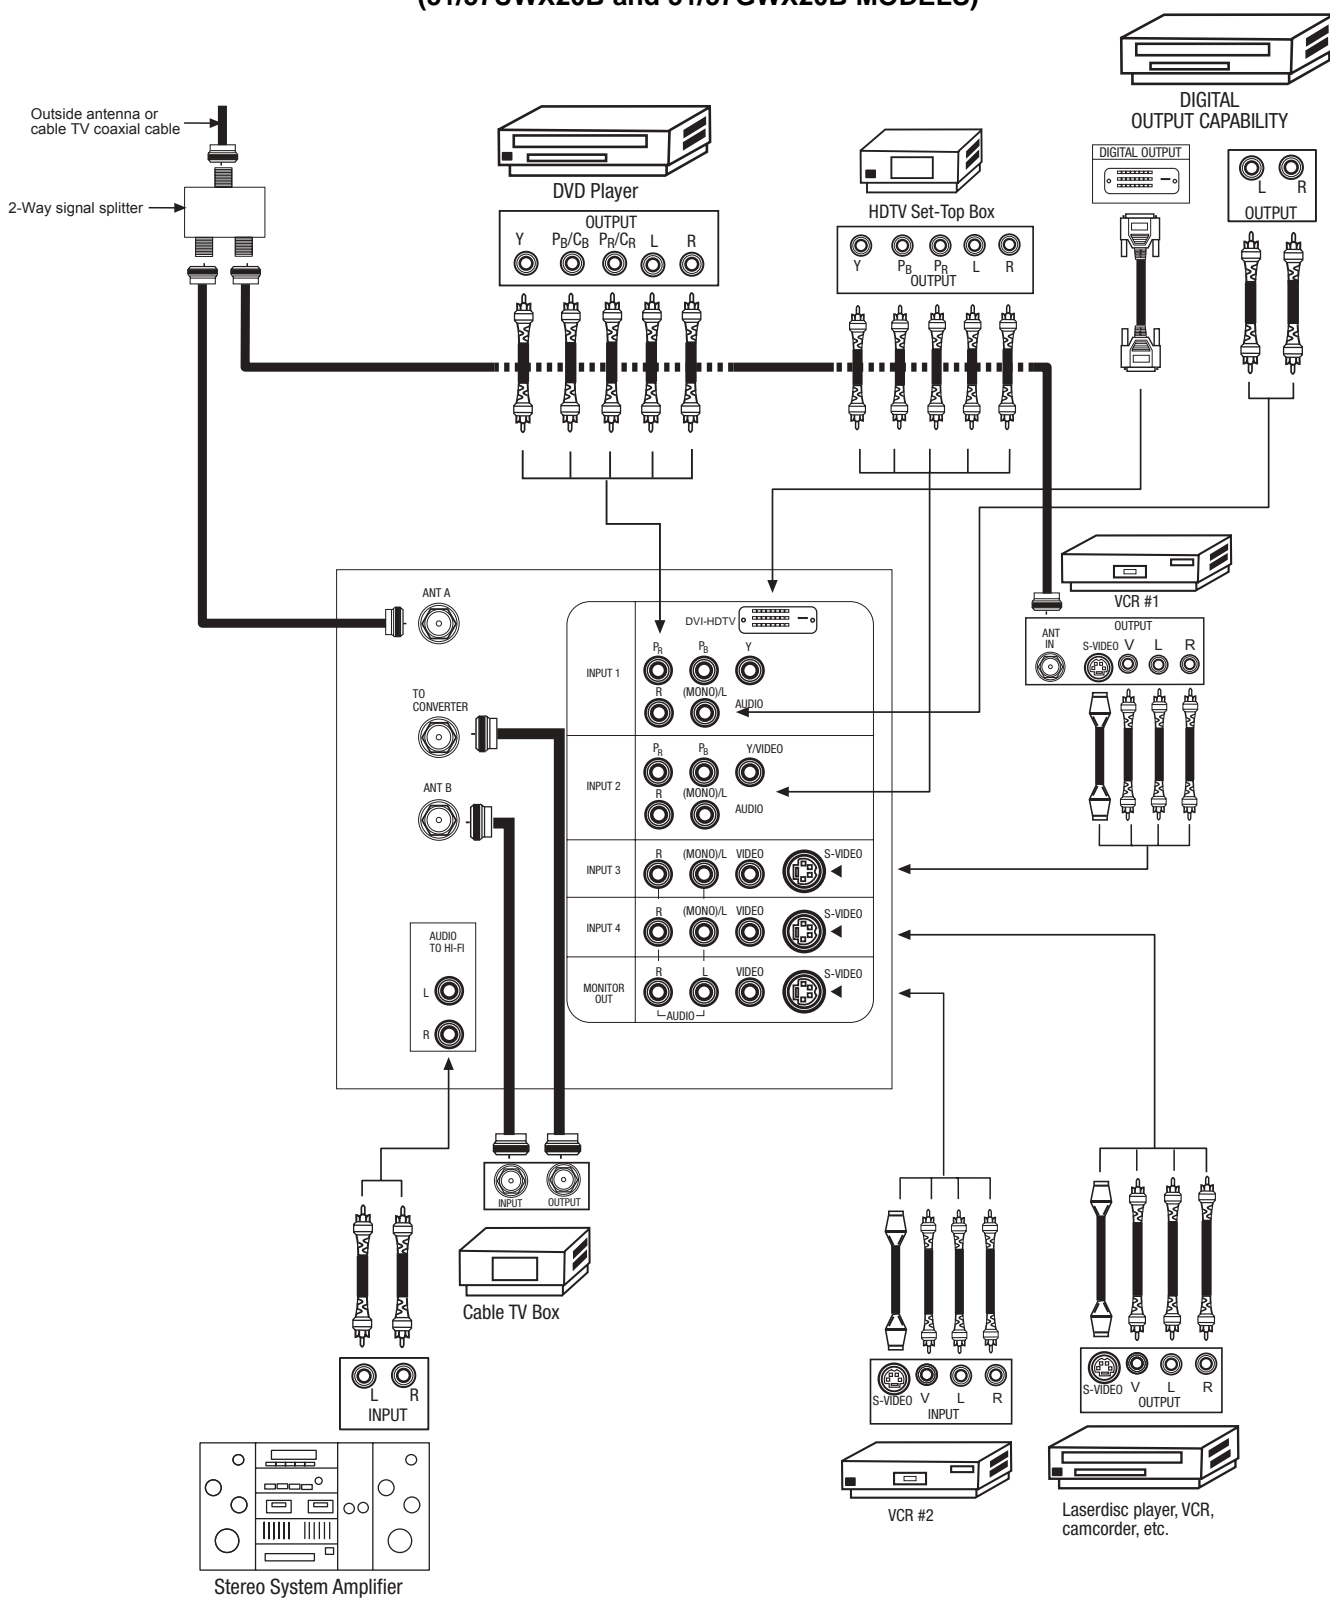 DIGITAL
OUTPUT CAPABILITY
Outside antenna or
cable TV coaxial cable
2-Way signal splitter
DVD Player
OUTPUT
Y PB/CB PR/CR L R
HDTV Set-Top Box
Y PB PR L R
OUTPUT
DIGITAL OUTPUT
L R
OUTPUT
VCR #1
OUTPUT
ANT
IN
S-VIDEO V L R
ANT A
TO
CONVERTER
ANT B
AUDIO
TO HI-FI
L
R
DVI-HDTV
INPUT 1
PR PB Y
R (MONO)/L AUDIO
INPUT 2
PR PB Y/VIDEO
R (MONO)/L AUDIO
INPUT 3
R (MONO)/L VIDEO S-VIDEO
INPUT 4
R (MONO)/L VIDEO S-VIDEO
MONITOR
OUT
R L VIDEO S-VIDEO
AUDIO
INPUT OUTPUT
Cable TV Box
L R
INPUT
Stereo System Amplifier
S-VIDEO V L R
INPUT
VCR #2
S-VIDEO V L R
OUTPUT
Laserdisc player, VCR,
camcorder, etc.